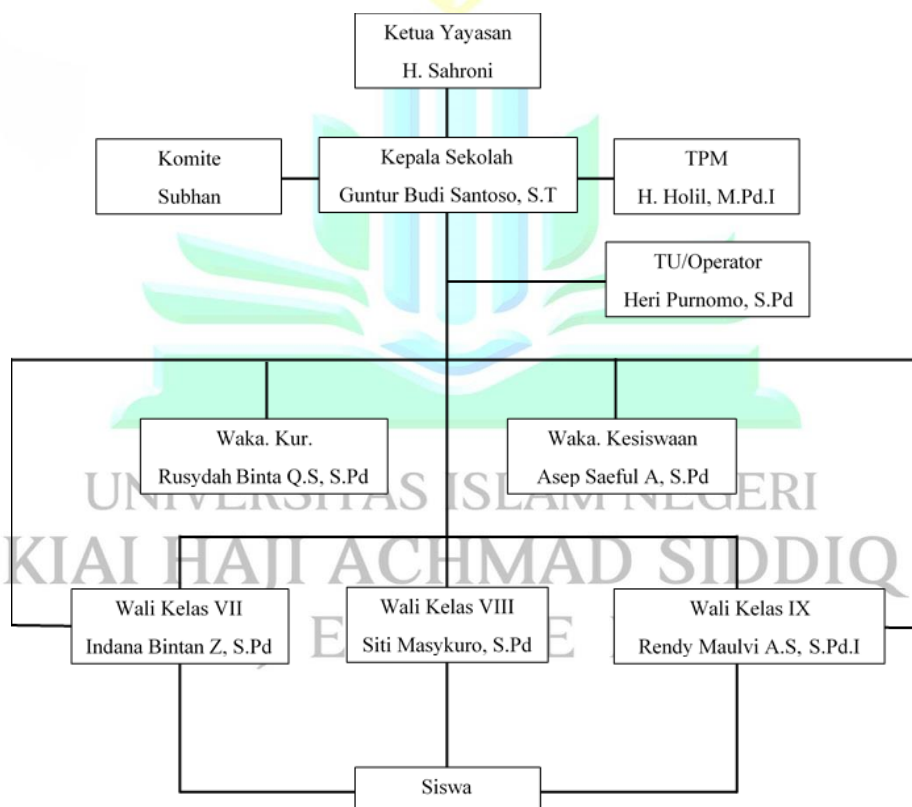 Ketua Yayasan
H. Sahroni
Komite
Subhan
Kepala Sekolah
Guntur Budi Santoso, S.T
TPM
H. Holil, M.Pd.I
TU/Operator
Heri Purnomo, S.Pd
Waka. Kur.
Rusydah Binta Q.S, S.Pd
Waka. Kesiswaan
Asep Saeful A, S.Pd
UNIVERSITAS ISLAM NEGERI
KIAI HAJI ACHMAD SIDDIQ
Wali Kelas VII
Indana Bintan Z, S.Pd
Wali Kelas VIII
Siti Masykuro, S.Pd
Wali Kelas IX
Rendy Maulvi A.S, S.Pd.I
Siswa